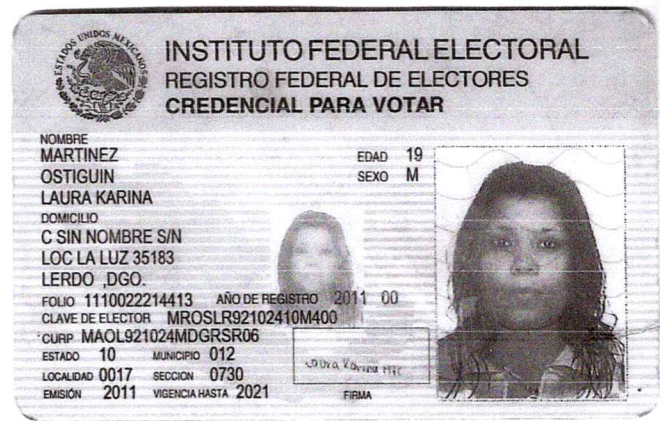 ESTADOS UNIDOS MEXICANOS
INSTITUTO FEDERAL ELECTORAL
REGISTRO FEDERAL DE ELECTORES
CREDENCIAL PARA VOTAR
NOMBRE
MARTINEZ
OSTIGUIN
LAURA KARINA
EDAD 19
SEXO M
DOMICILIO
C SIN NOMBRE S/N
LOC LA LUZ 35183
LERDO ,DGO.
FOLIO 1110022214413 AÑO DE REGISTRO 2011 00
CLAVE DE ELECTOR MROSLR92102410M400
CURP MAOL921024MDGRSR06
ESTADO 10 MUNICIPIO 012
LOCALIDAD 0017 SECCION 0730
EMISIÓN 2011 VIGENCIA HASTA 2021
Laura Karina
FIRMA